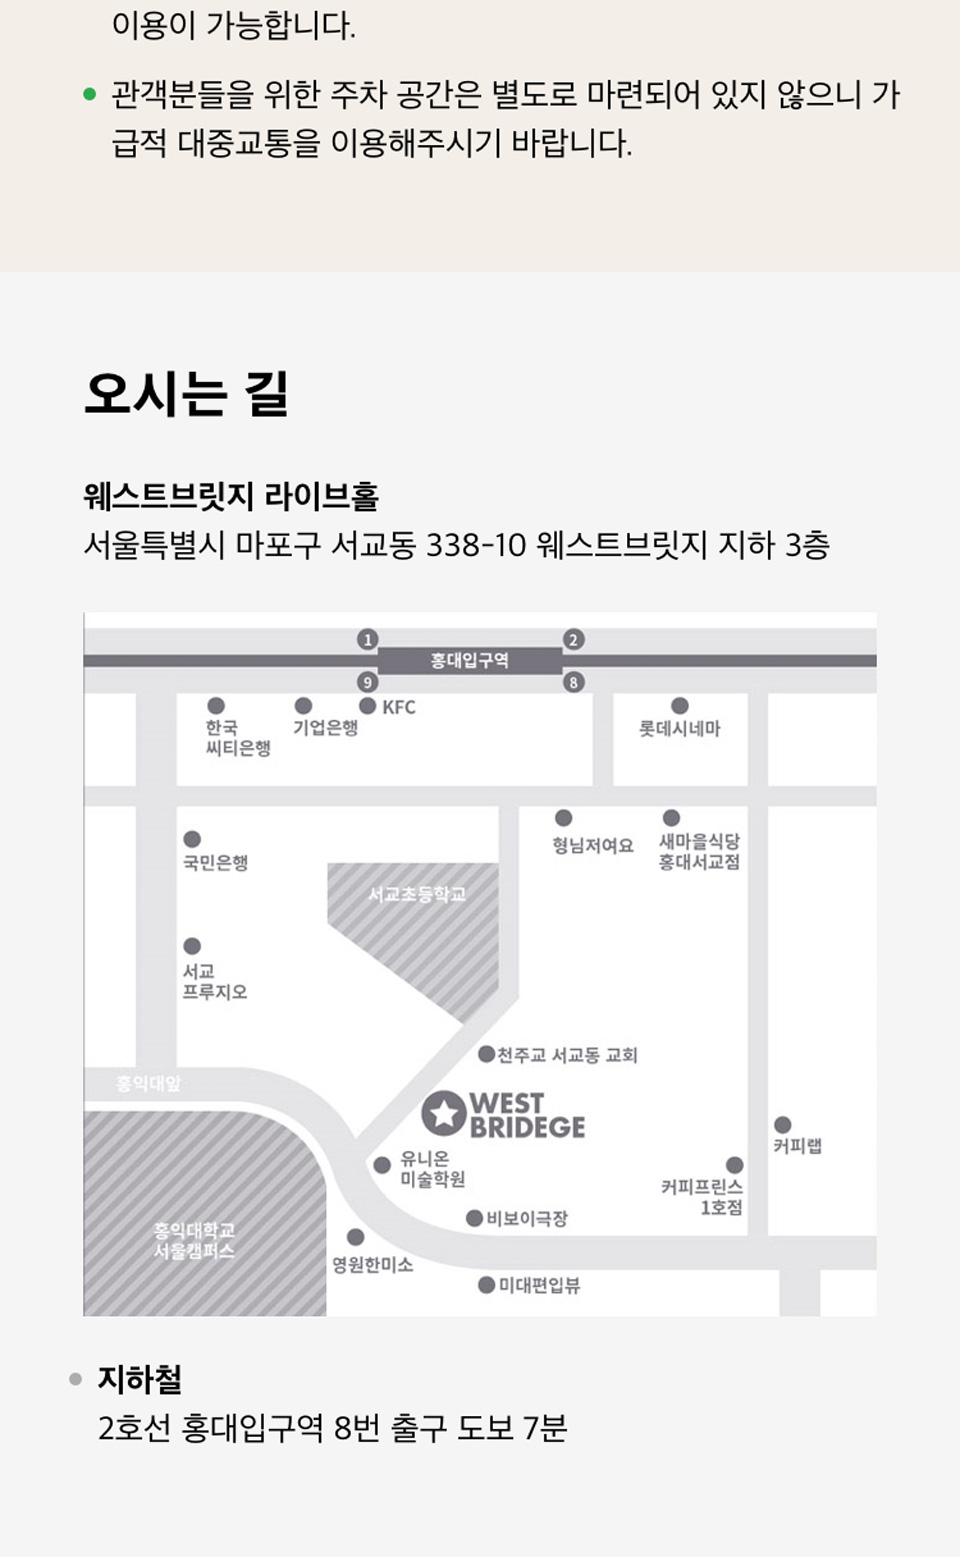 이용이 가능합니다.
관객분들을 위한 주차 공간은 별도로 마련되어 있지 않으니 가
급적 대중교통을 이용해주시기 바랍니다.
오시는 길
웨스트브릿지 라이브홀
서울특별시 마포구 서교동 338-10 웨스트브릿지 지하 3층
1
2
홍대입구역
9
8
한국
씨티은행
기업은행
KFC
롯데시네마
국민은행
형님저여요
새마을식당
홍대서교점
서교초등학교
서교
프루지오
천주교 서교동 교회
홍익대앞
WEST
BRIDEGE
커피랩
유니온
미술학원
커피프린스
1호점
홍익대학교
서울캠퍼스
비보이극장
영원한미소
미대편입뷰
지하철
2호선 홍대입구역 8번 출구 도보 7분